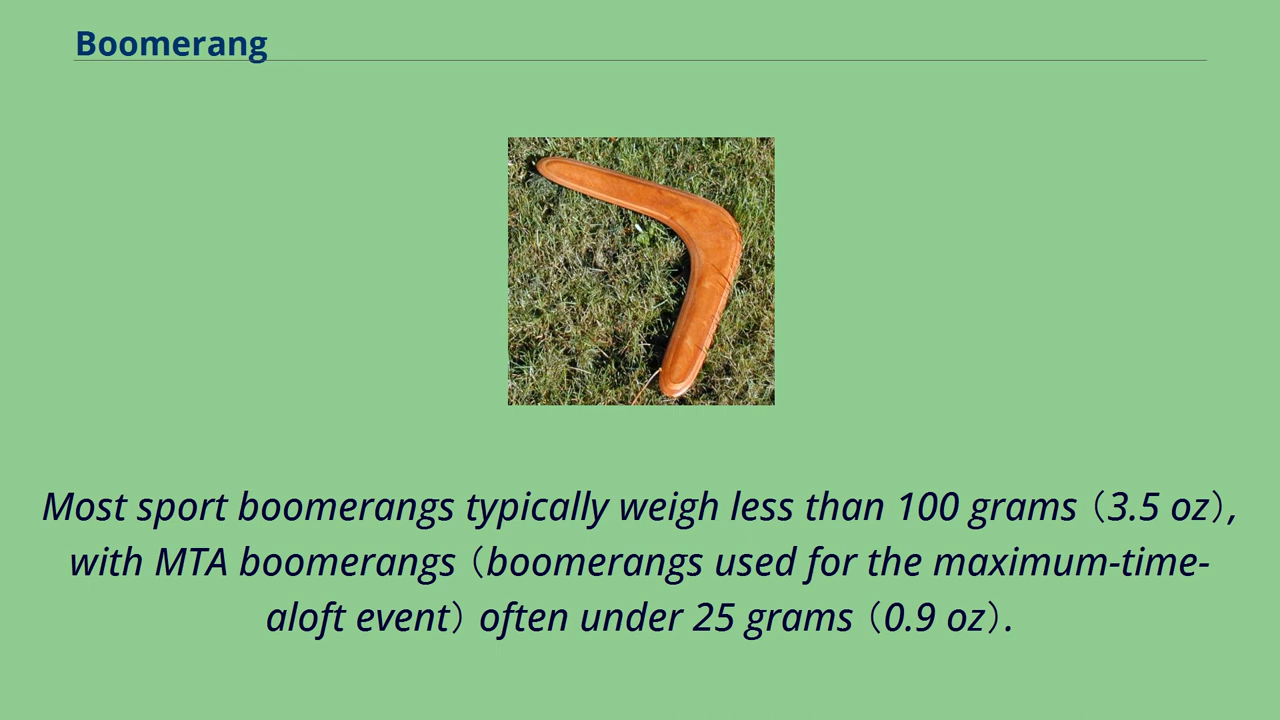 Boomerang
Most sport boomerangs typically weigh less than 100 grams (3.5 oz),
with MTA boomerangs (boomerangs used for the maximum-time-
aloft event) often under 25 grams (0.9 oz).